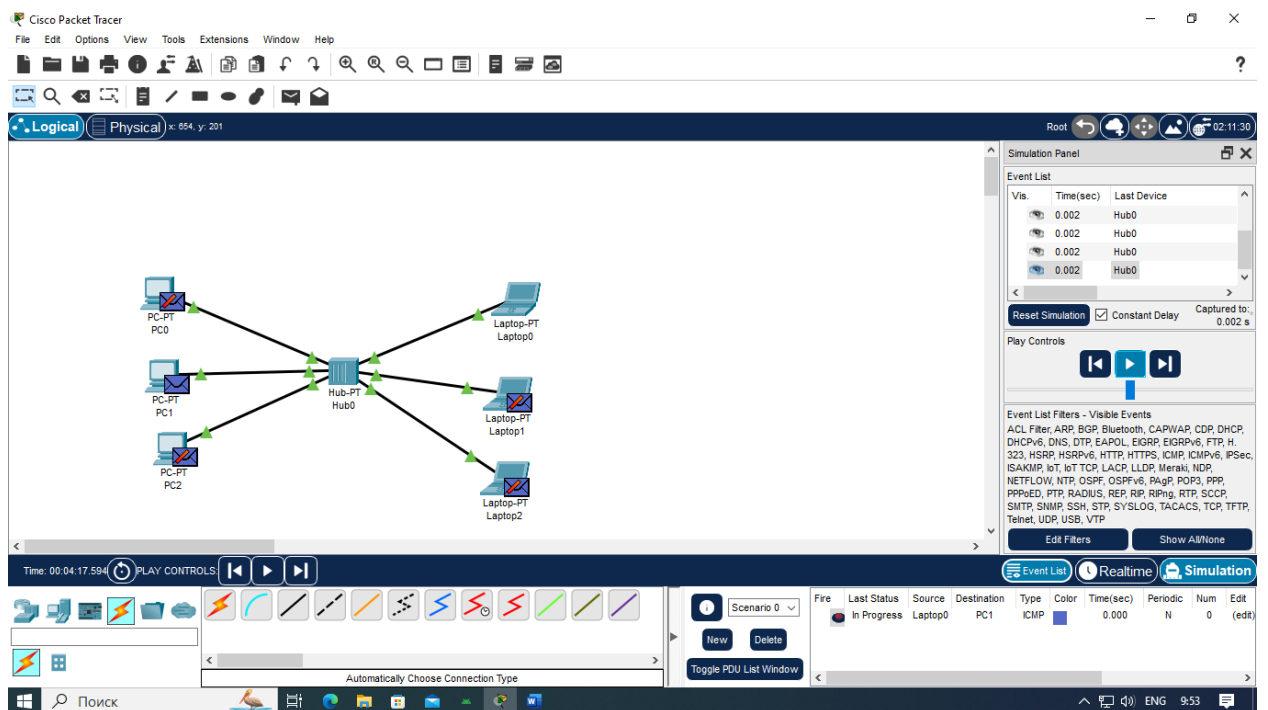 Cisco Packet Tracer
File Edit Options View Tools Extensions Window Help
?
Logical Physical x: 654, y: 201
Root 02:11:30
Simulation Panel
Event List
Vis. Time(sec) Last Device
0.002 Hub0
0.002 Hub0
0.002 Hub0
0.002 Hub0
Reset Simulation Constant Delay Captured to:
0.002 s
Play Controls
Event List Filters - Visible Events
ACL Filter, ARP, BGP, Bluetooth, CAPWAP, CDP, DHCP,
DHCPv6, DNS, DTP, EAPOL, EIGRP, EIGRPv6, FTP, H.
323, HSRP, HSRPv6, HTTP, HTTPS, ICMP, ICMPv6, IPSec,
ISAKMP, IoT, IoT TCP, LACP, LLDP, Meraki, NDP,
NETFLOW, NTP, OSPF, OSPFv6, PAgP, POP3, PPP,
PPPoED, PTP, RADIUS, REP, RIP, RIPng, RTP, SCCP,
SMTP, SNMP, SSH, STP, SYSLOG, TACACS, TCP, TFTP,
Telnet, UDP, USB, VTP
Edit Filters Show All/None
PC-PT
PC0
PC-PT
PC1
PC-PT
PC2
Hub-PT
Hub0
Laptop-PT
Laptop0
Laptop-PT
Laptop1
Laptop-PT
Laptop2
Time: 00:04:17.594 PLAY CONTROLS:
Event List Realtime Simulation
Automatically Choose Connection Type
Scenario 0
New Delete
Toggle PDU List Window
Fire Last Status Source Destination Type Color Time(sec) Periodic Num Edit
In Progress Laptop0 PC1 ICMP 0.000 N 0 (edit)
Поиск
ENG 9:53